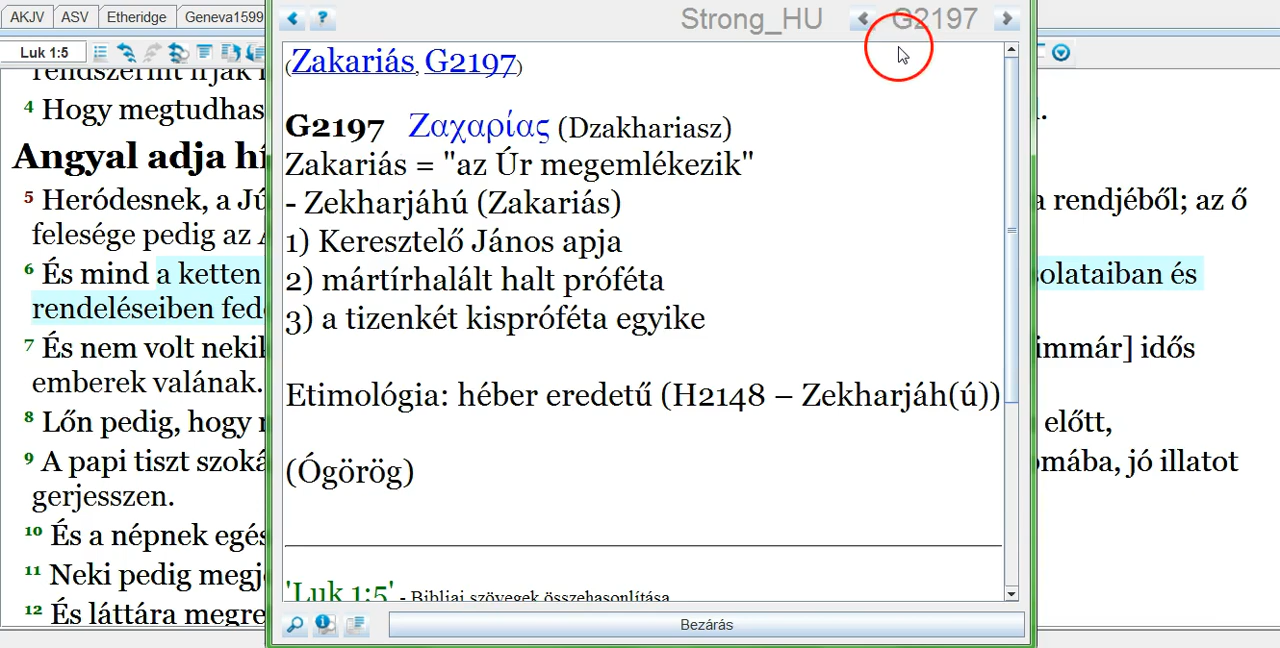 AKJV ASV Etheridge Geneva1599
Strong_HU G2197
Luk 1:5
(Zakariás, G2197)
4 Hogy megtudhas
Angyal adja hí
5 Heródesnek, a Jú
a rendjéből; az ő
felesége pedig az
6 És mind a ketten
solataiban és
rendeléseiben
7 És nem volt nekik
immár] idős
emberek valának.
8 Lőn pedig, hogy
előtt,
9 A papi tiszt szoká
omába, jó illatot
gerjesszen.
10 És a népnek egés
11 Neki pedig megj
12 És láttára megre
G2197 Ζαχαρίας (Dzakhariasz)
Zakariás = "az Úr megemlékezik"
- Zekharjáhú (Zakariás)
1) Keresztelő János apja
2) mártírhalált halt próféta
3) a tizenkét kispróféta egyike
Etimológia: héber eredetű (H2148 – Zekharjáh(ú))
(Ógörög)
'Luk 1:5' - Bibliai szövegek összehasonlítása
Bezárás